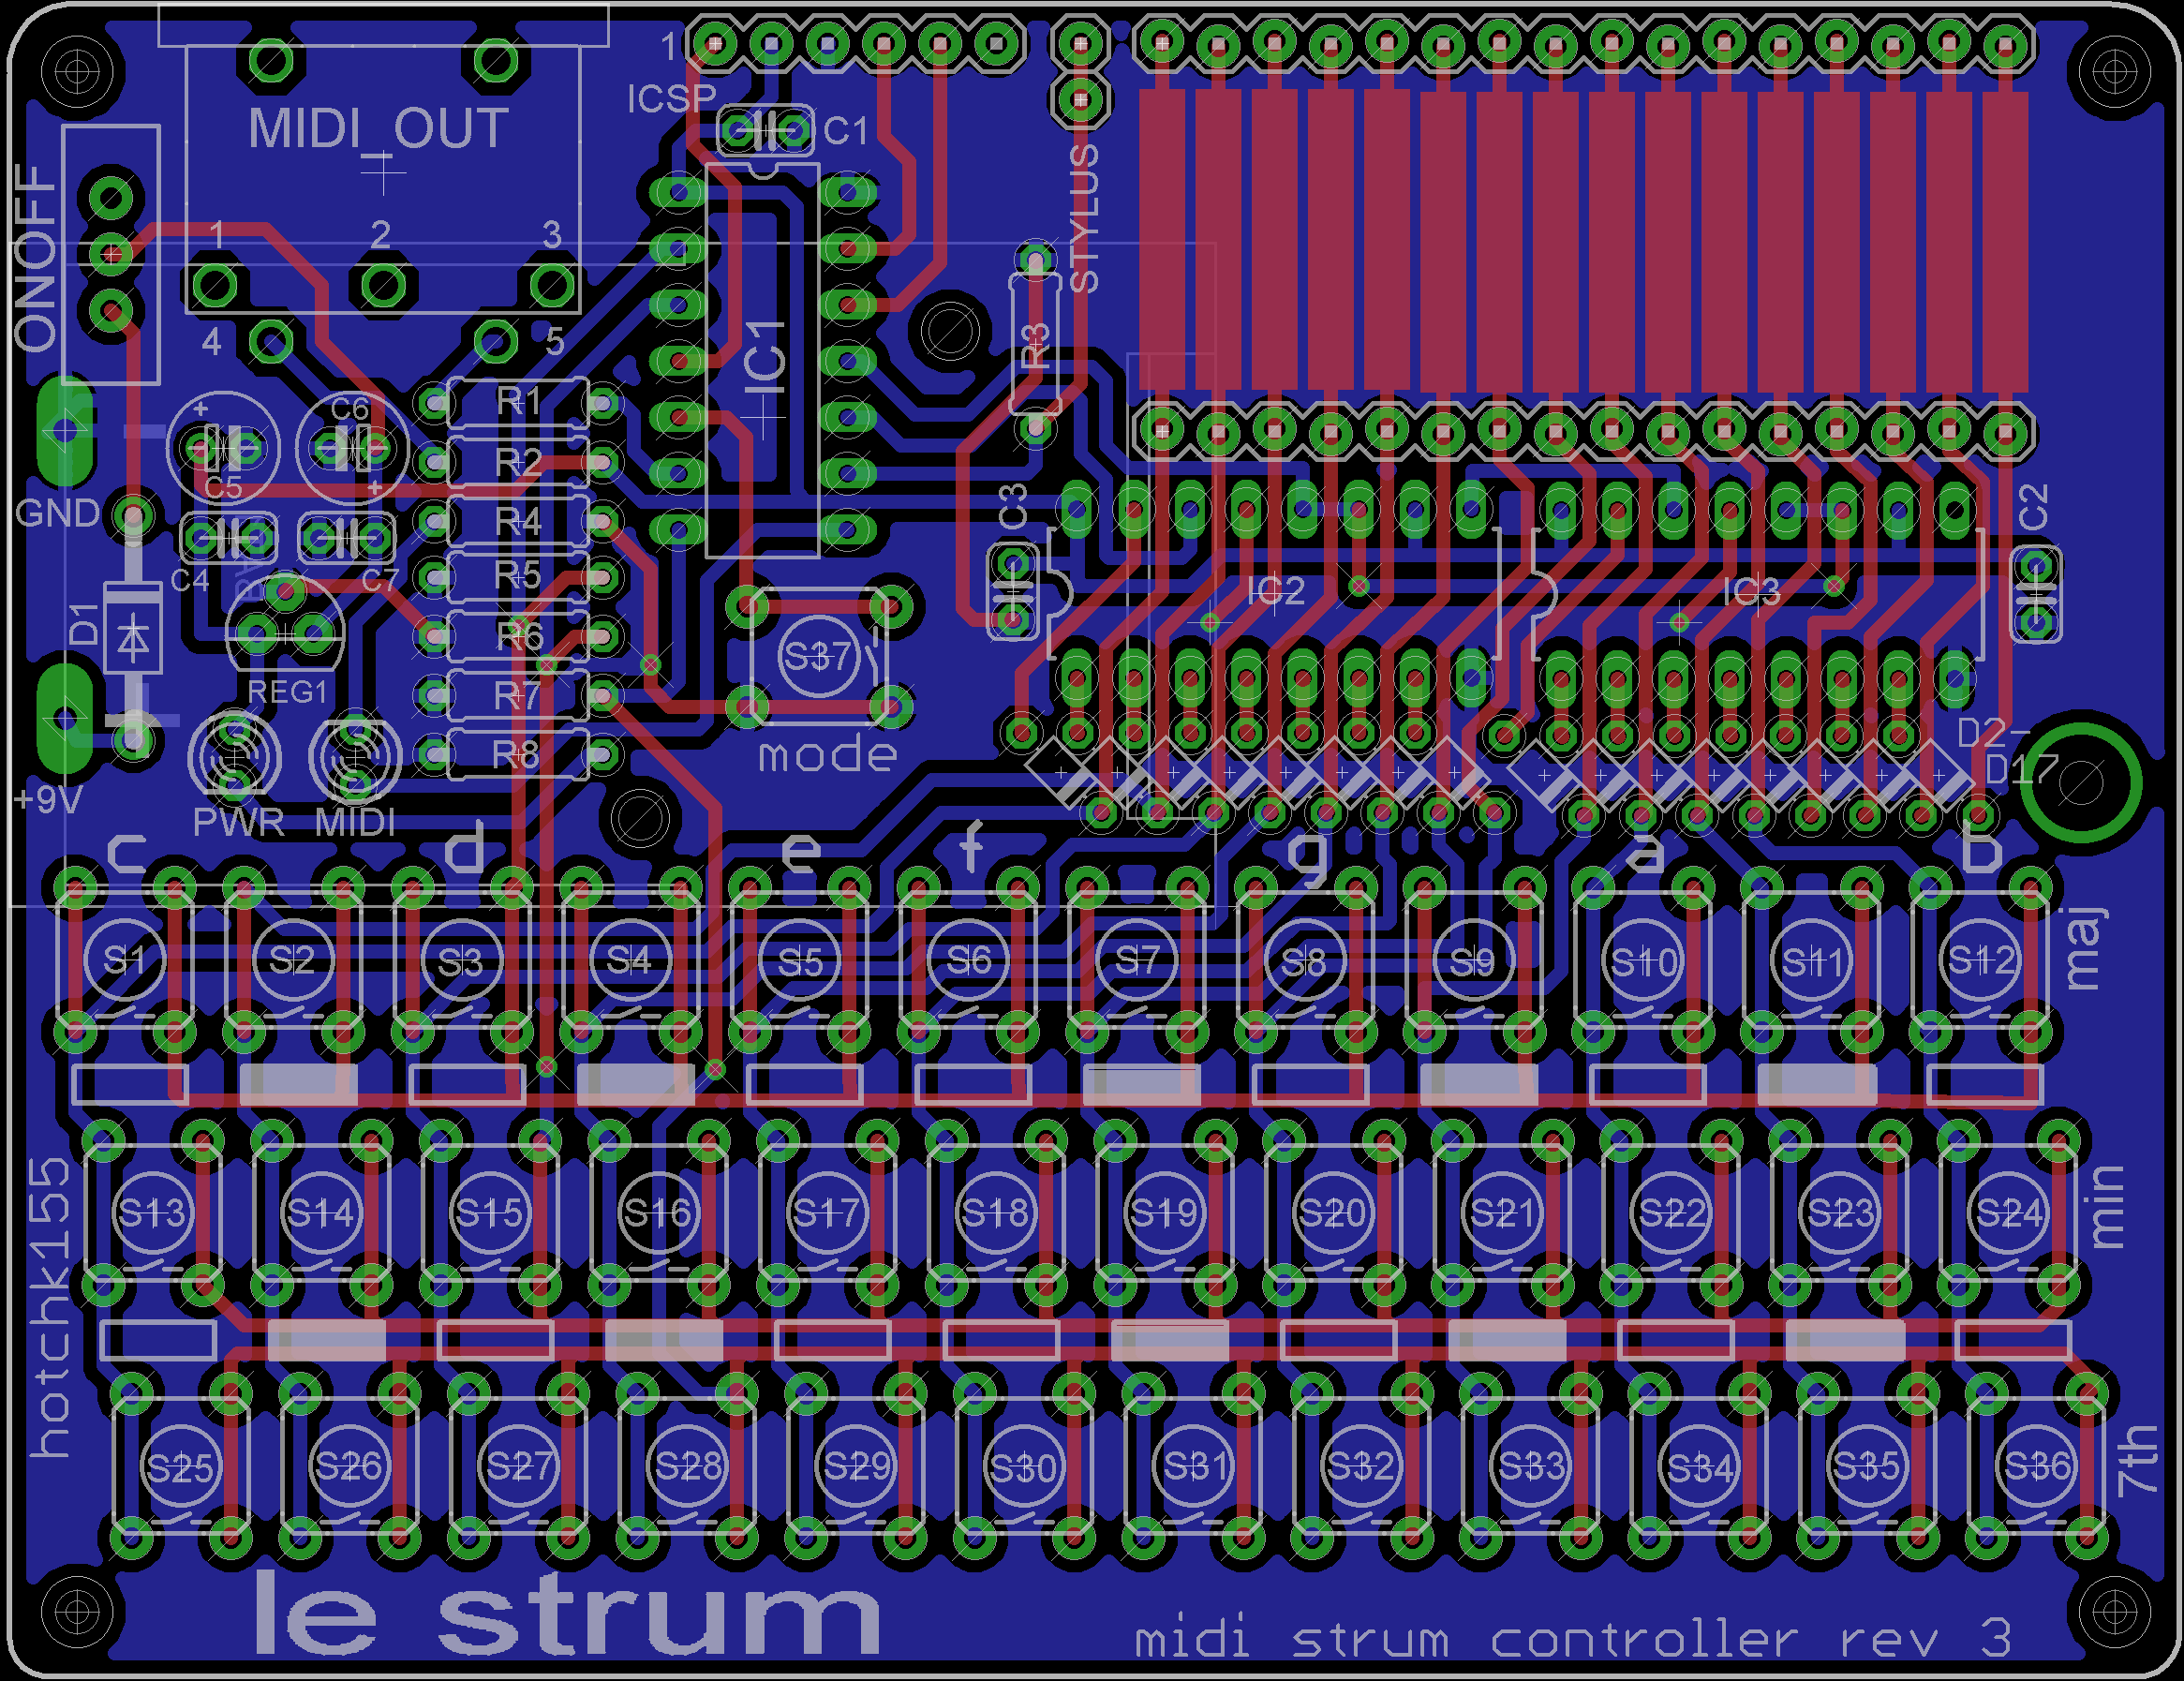 1
ICSP
C1
MIDI_OUT
ONOFF
STYLUS
1 2 3
4 5
IC1
R3
C6
C5
R1
R2
R4
R5
R6
R7
R8
GND
C4
C7
C3
C2
IC2
IC3
D1
REG1
S37
mode
D2-
D17
+9V
PWR
MIDI
c d e f g a b
S1 S2 S3 S4 S5 S6 S7 S8 S9 S10 S11 S12
maj
S13 S14 S15 S16 S17 S18 S19 S20 S21 S22 S23 S24
min
hotchk155
S25 S26 S27 S28 S29 S30 S31 S32 S33 S34 S35 S36
7th
le strum
midi strum controller rev 3